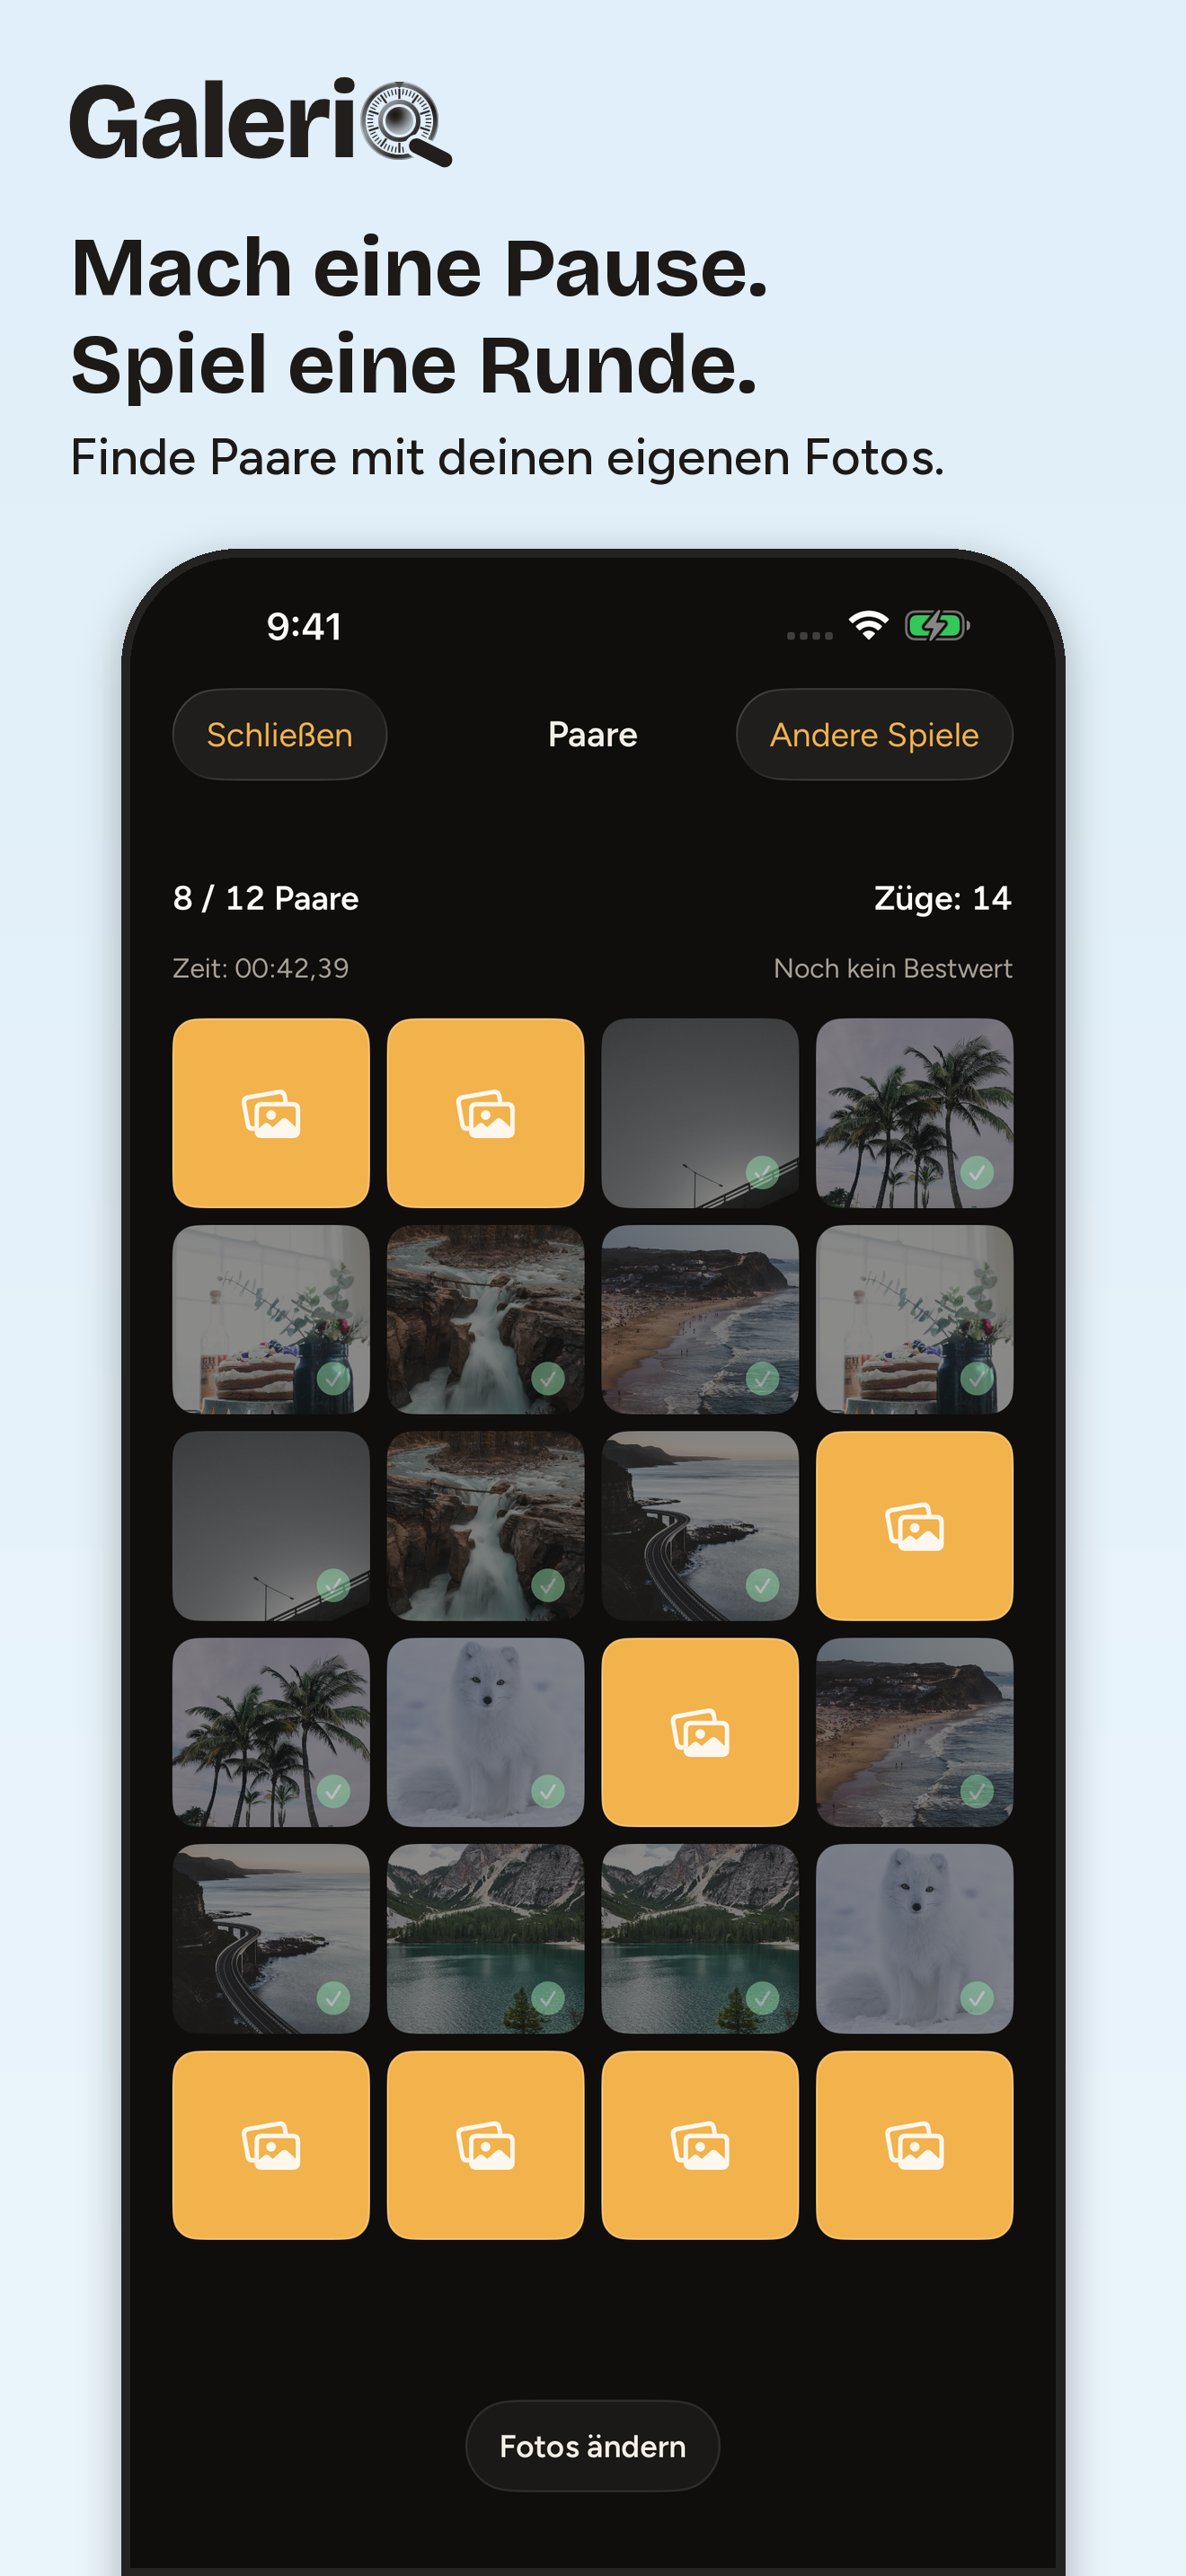 GaleriQ
Mach eine Pause.
Spiel eine Runde.
Finde Paare mit deinen eigenen Fotos.
9:41
Schließen
Paare
Andere Spiele
8 / 12 Paare
Züge: 14
Zeit: 00:42,39
Noch kein Bestwert
Fotos ändern